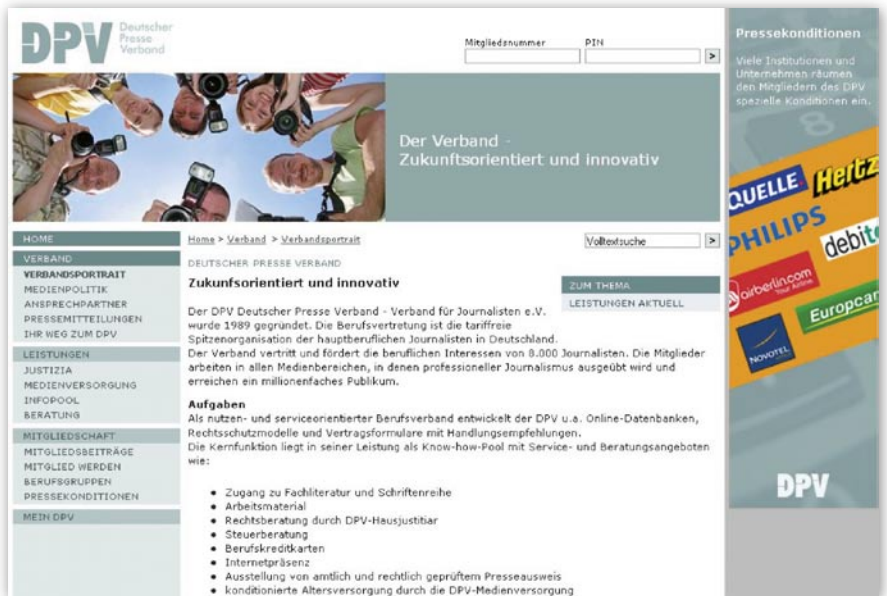 DPV Deutscher
Presse
Verband
Mitgliedsnummer PIN
>
Der Verband -
Zukunftsorientiert und innovativ
HOME
VERBAND
VERBANDSPORTRAIT
MEDIENPOLITIK
ANSPRECHPARTNER
PRESSEMITTEILUNGEN
IHR WEG ZUM DPV
LEISTUNGEN
JUSTIZIA
MEDIENVERSORGUNG
INFOPOOL
BERATUNG
MITGLIEDSCHAFT
MITGLIEDSBEITRÄGE
MITGLIED WERDEN
BERUFSGRUPPEN
PRESSEKONDITIONEN
MEIN DPV
Home > Verband > Verbandsportrait
Volltextsuche >
DEUTSCHER PRESSE VERBAND
Zukunfsorientiert und innovativ
ZUM THEMA
LEISTUNGEN AKTUELL
Der DPV Deutscher Presse Verband - Verband für Journalisten e.V.
wurde 1989 gegründet. Die Berufsvertretung ist die tariffreie
Spitzenorganisation der hauptberuflichen Journalisten in Deutschland.
Der Verband vertritt und fördert die beruflichen Interessen von 8.000 Journalisten. Die Mitglieder
arbeiten in allen Medienbereichen, in denen professioneller Journalismus ausgeübt wird und
erreichen ein millionenfaches Publikum.
Aufgaben
Als nutzen- und serviceorientierter Berufsverband entwickelt der DPV u.a. Online-Datenbanken,
Rechtsschutzmodelle und Vertragsformulare mit Handlungsempfehlungen.
Die Kernfunktion liegt in seiner Leistung als Know-how-Pool mit Service- und Beratungsangeboten
wie:
• Zugang zu Fachliteratur und Schriftenreihe
• Arbeitsmaterial
• Rechtsberatung durch DPV-Hausjustitiar
• Steuerberatung
• Berufskreditkarten
• Internetpräsenz
• Ausstellung von amtlich und rechtlich geprüftem Presseausweis
• konditionierte Altersversorgung durch die DPV-Medienversorgung
Pressekonditionen
Viele Institutionen und
Unternehmen räumen
den Mitgliedern des DPV
spezielle Konditionen ein.
QUELLE. Hertz
PHILIPS
debite
airberlin.com
Your Airline.
Europcar
NOVOTEL
DPV